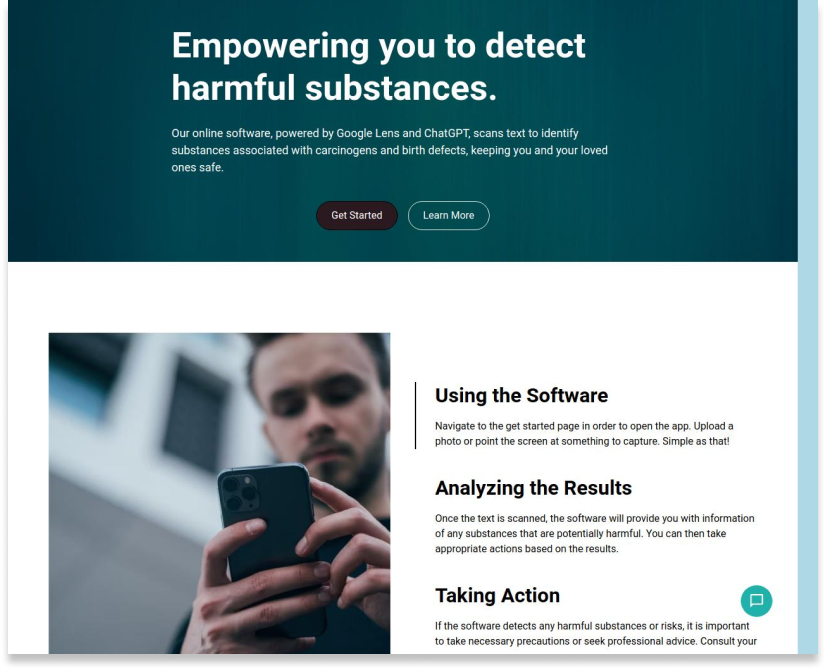 Empowering you to detect
harmful substances.
Our online software, powered by Google Lens and ChatGPT, scans text to identify
substances associated with carcinogens and birth defects, keeping you and your loved
ones safe.
Get Started
Learn More
Using the Software
Navigate to the get started page in order to open the app. Upload a
photo or point the screen at something to capture. Simple as that!
Analyzing the Results
Once the text is scanned, the software will provide you with information
of any substances that are potentially harmful. You can then take
appropriate actions based on the results.
Taking Action
If the software detects any harmful substances or risks, it is important
to take necessary precautions or seek professional advice. Consult your